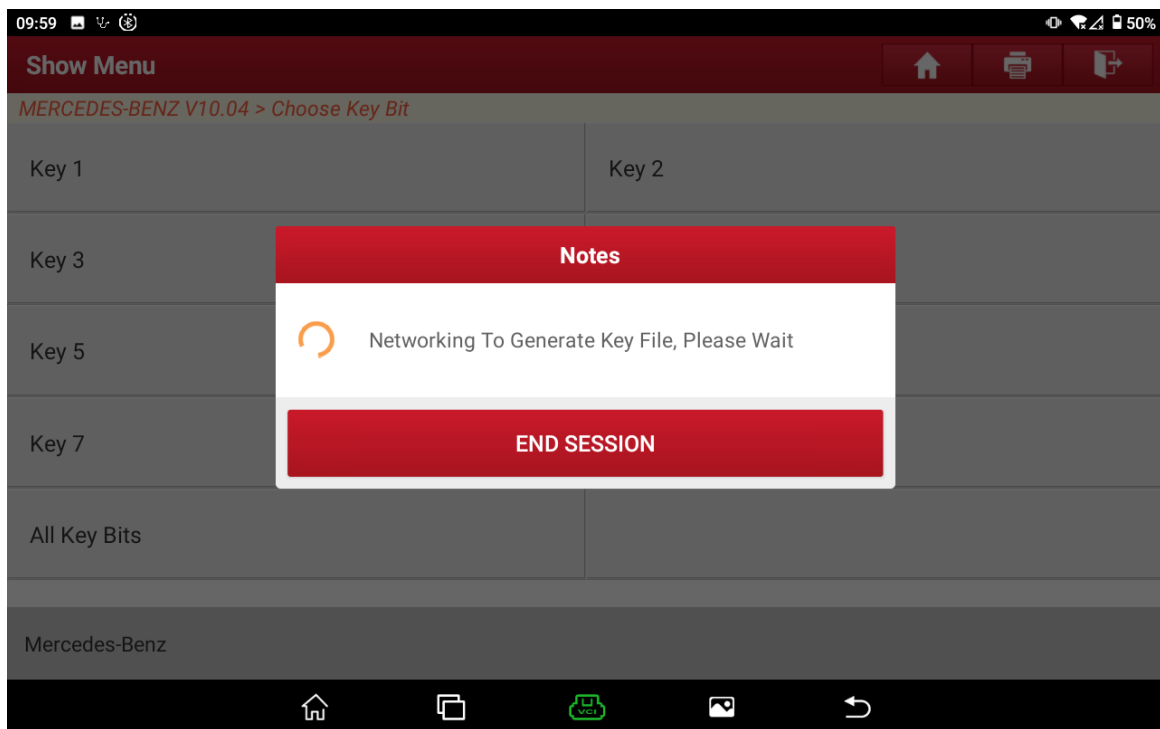 09:59
50%
Show Menu
MERCEDES-BENZ V10.04 > Choose Key Bit
Key 1
Key 2
Key 3
Notes
Key 5
Networking To Generate Key File, Please Wait
Key 7
END SESSION
All Key Bits
Mercedes-Benz
VCI